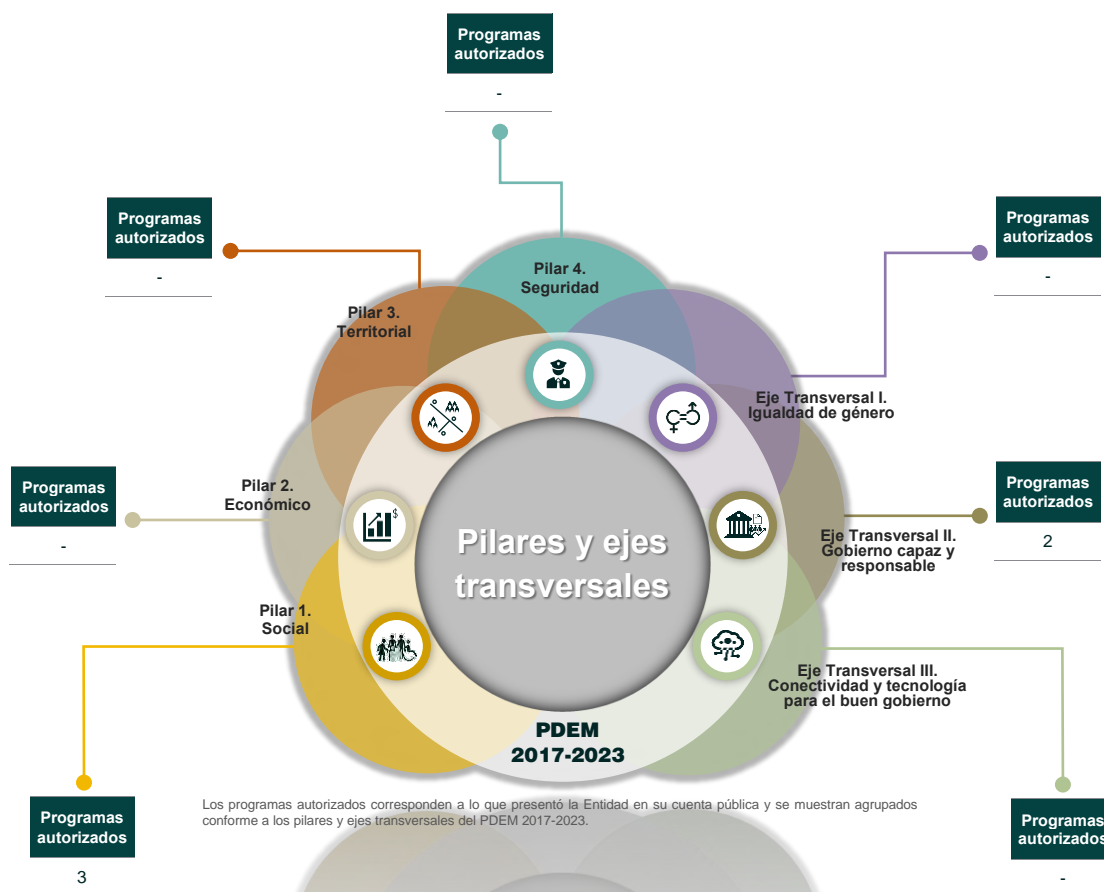 Programas
autorizados
-
Programas
autorizados
-
Programas
autorizados
-
Pilar 4.
Seguridad
Pilar 3.
Territorial
Eje Transversal I.
Igualdad de género
Programas
autorizados
-
Pilar 2.
Económico
$
Programas
autorizados
2
Eje Transversal II.
Gobierno capaz y
responsable
Pilares y ejes
transversales
Pilar 1.
Social
Eje Transversal III.
Conectividad y tecnología
para el buen gobierno
PDEM
2017-2023
Programas
autorizados
3
Los programas autorizados corresponden a lo que presentó la Entidad en su cuenta pública y se muestran agrupados
conforme a los pilares y ejes transversales del PDEM 2017-2023.
Programas
autorizados
-